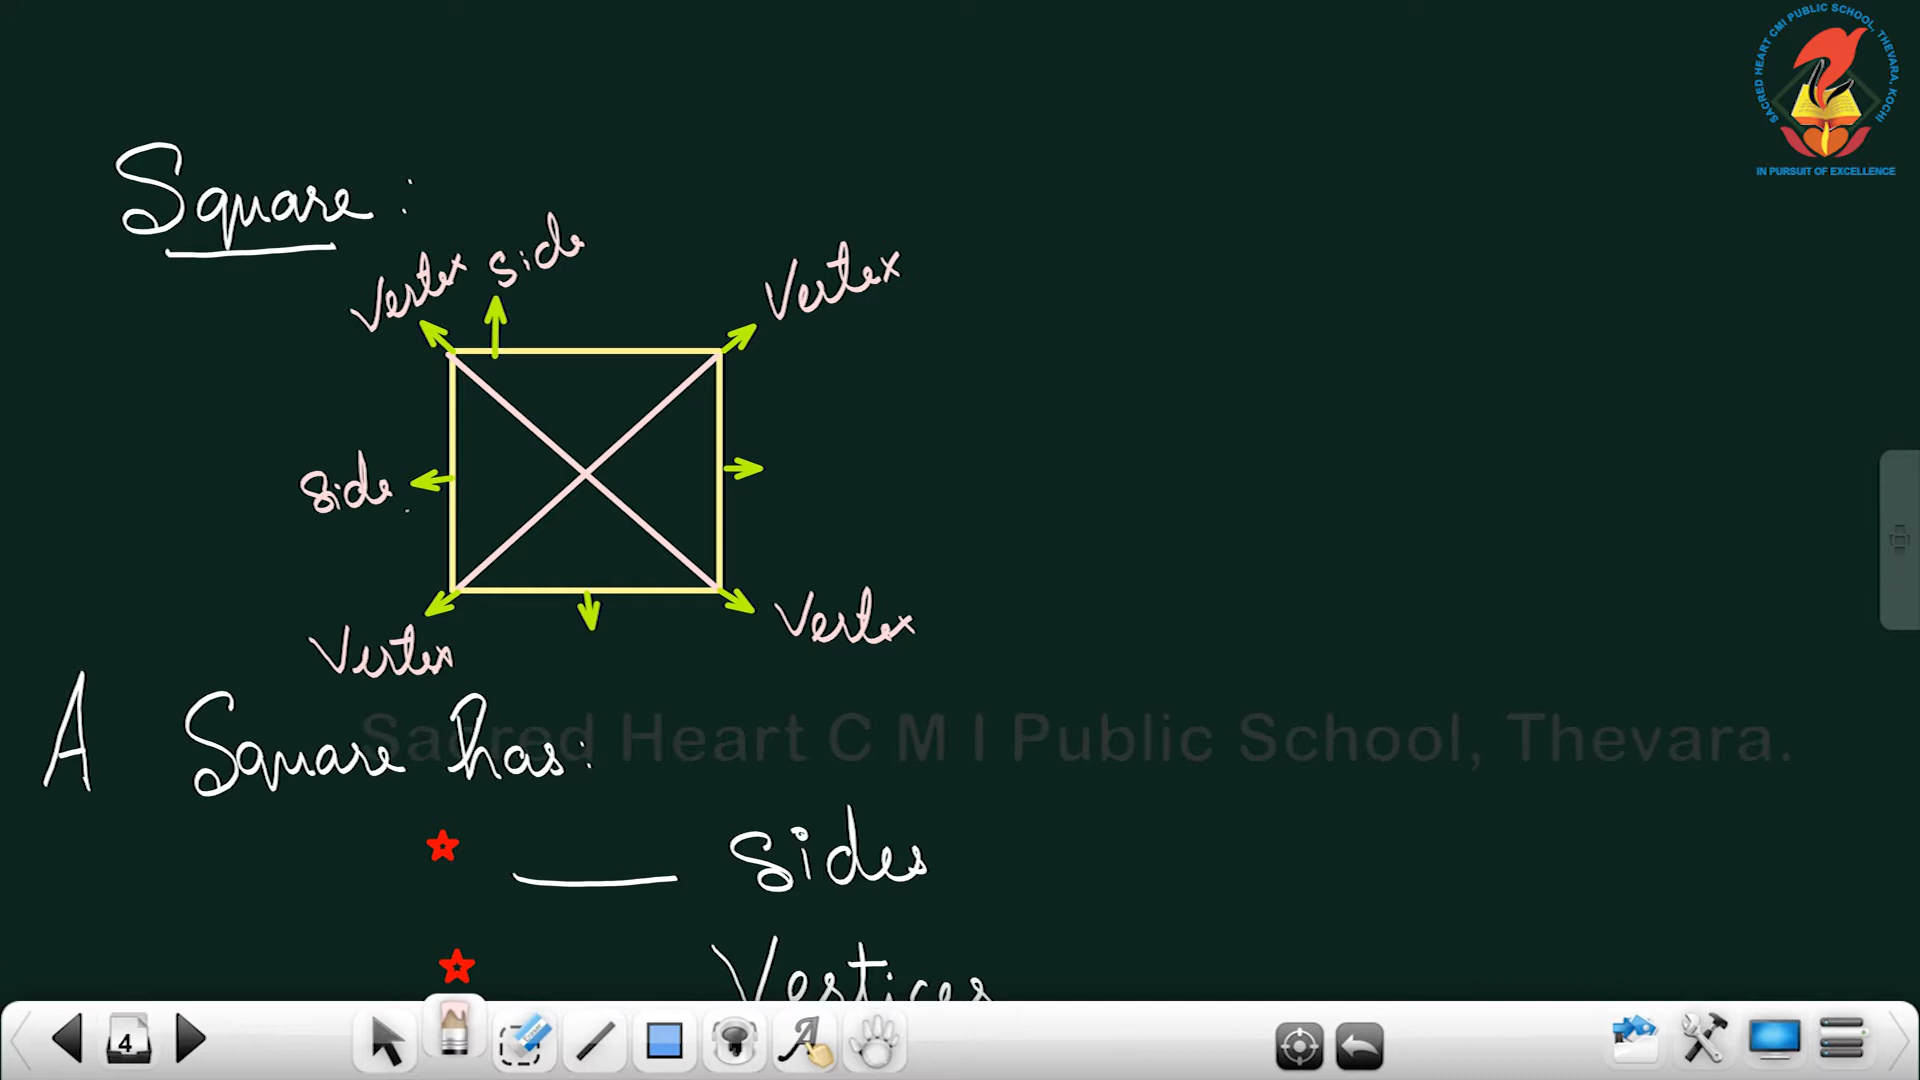 SACRED HEART CMI PUBLIC SCHOOL, THEVARA, KOCHI
IN PURSUIT OF EXCELLENCE
Square :
Vertex side Vertex
side
Vertex Vertex
A Square has:
Sacred Heart C M I Public School, Thevara.
___ sides
Vertices
4